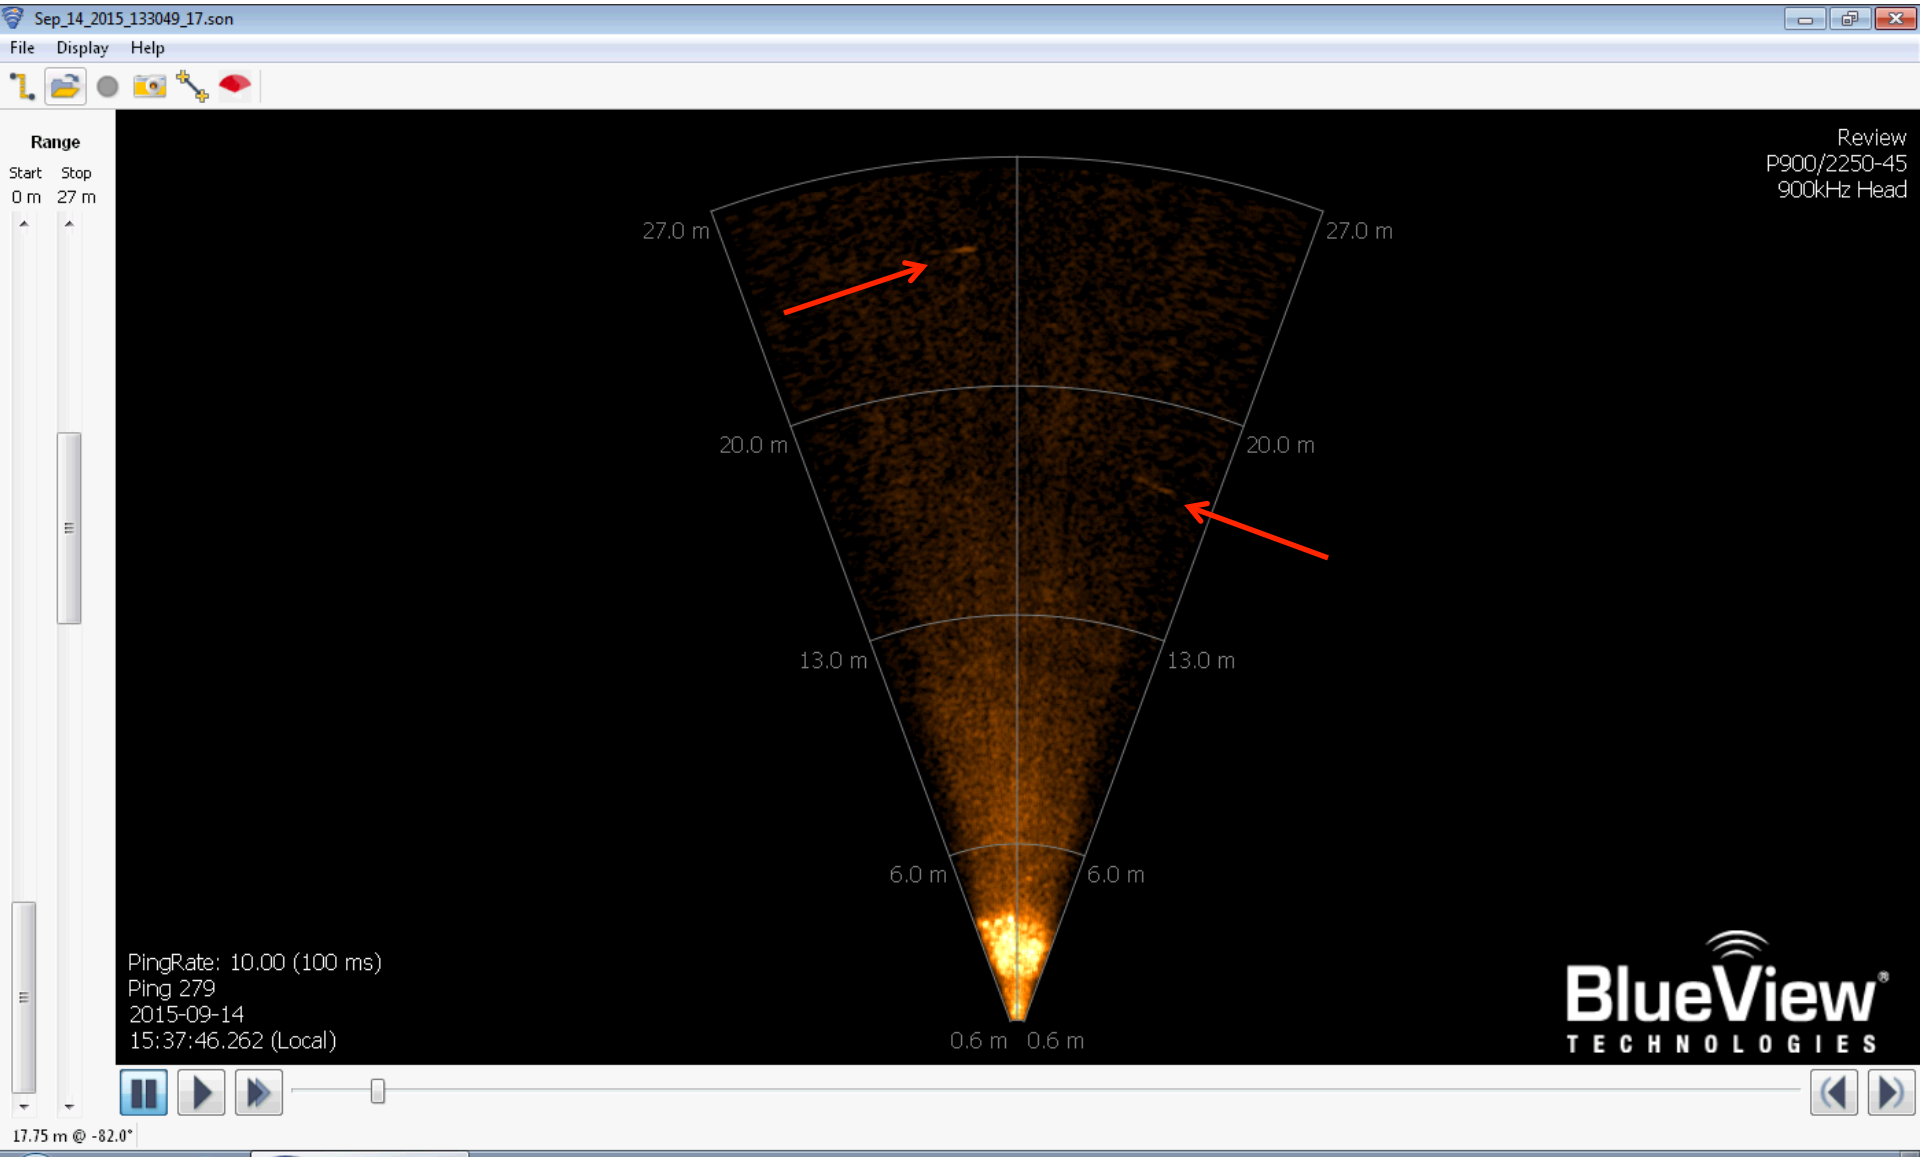 Sep_14_2015_133049_17.son
File Display Help
Range
Start Stop
0 m 27 m
Review
P900/2250-45
900kHz Head
27.0 m 27.0 m
20.0 m 20.0 m
13.0 m 13.0 m
6.0 m 6.0 m
0.6 m 0.6 m
PingRate: 10.00 (100 ms)
Ping 279
2015-09-14
15:37:46.262 (Local)
BlueView®
TECHNOLOGIES
17.75 m @ -82.0°